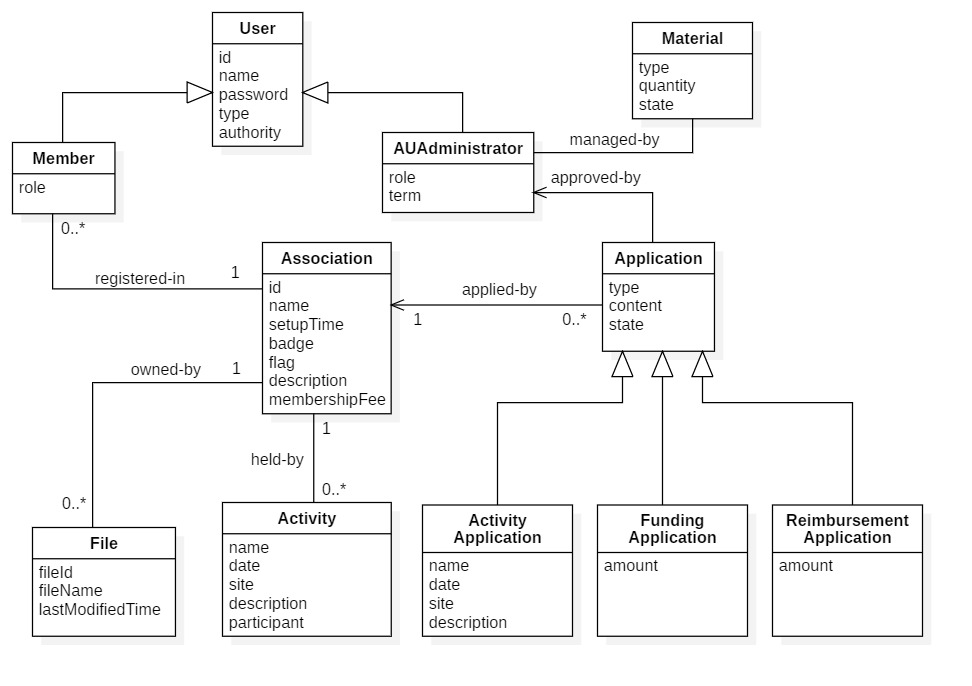 User
id
name
password
type
authority
Material
type
quantity
state
Member
role
AUAdministrator
role
term
managed-by
approved-by
0..*
registered-in
1
Association
id
name
setupTime
badge
flag
description
membershipFee
applied-by
1
0..*
Application
type
content
state
owned-by
1
0..*
1
held-by
0..*
File
fileId
fileName
lastModifiedTime
Activity
name
date
site
description
participant
Activity
Application
name
date
site
description
Funding
Application
amount
Reimbursement
Application
amount